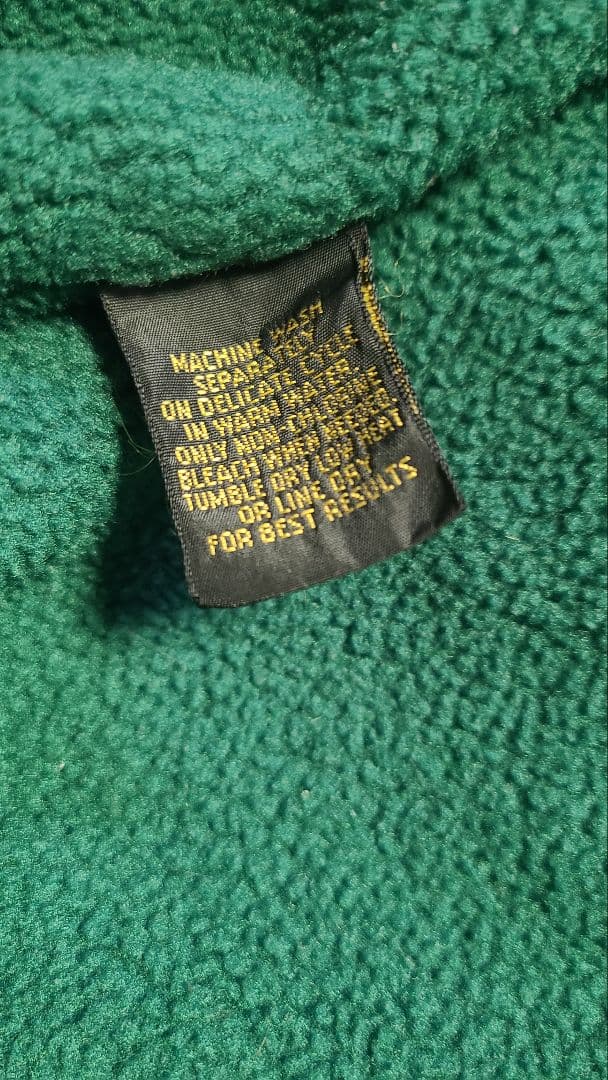 MACHINE WASH
SEPARATELY
ON DELICATE CYCLE
IN WARM WATER
ONLY NON-CHLORINE
BLEACH WHEN NEEDED
TUMBLE DRY LOW HEAT
OR LINE DRY
FOR BEST RESULTS